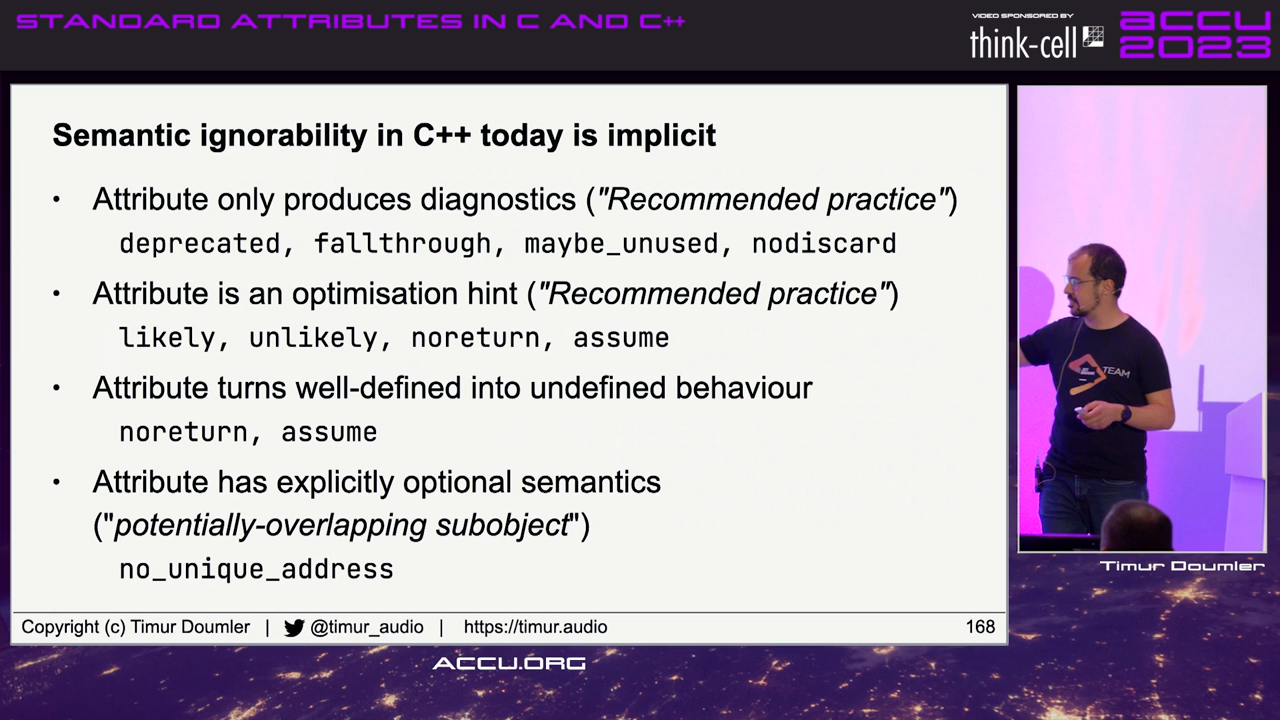 STANDARD ATTRIBUTES IN C AND C++
VIDEO SPONSORED BY
think-cell
ACCU
2023
Semantic ignorability in C++ today is implicit
• Attribute only produces diagnostics ("Recommended practice")
deprecated, fallthrough, maybe_unused, nodiscard
• Attribute is an optimisation hint ("Recommended practice")
likely, unlikely, noreturn, assume
• Attribute turns well-defined into undefined behaviour
noreturn, assume
• Attribute has explicitly optional semantics
("potentially-overlapping subobject")
no_unique_address
TEAM
Timur Doumler
Copyright (c) Timur Doumler | @timur_audio | https://timur.audio 168
ACCU.ORG